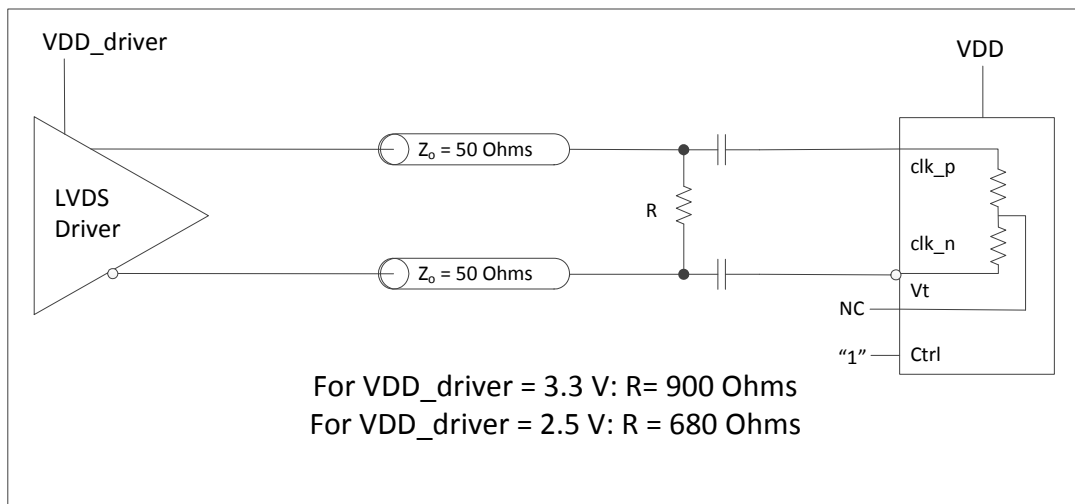 VDD_driver
VDD
Zₒ = 50 Ohms
clk_p
LVDS
Driver
R
clk_n
Zₒ = 50 Ohms
Vt
NC
“1”
Ctrl
For VDD_driver = 3.3 V: R= 900 Ohms
For VDD_driver = 2.5 V: R = 680 Ohms